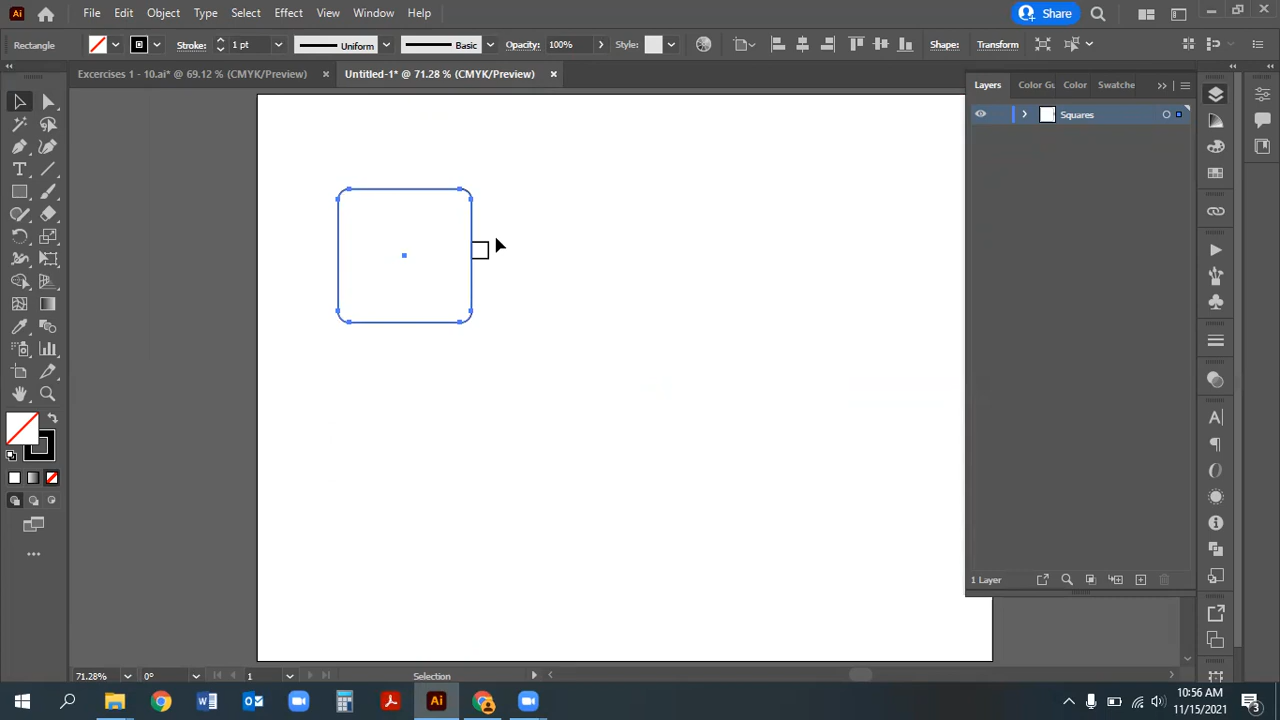 Ai File Edit Object Type Select Effect View Window Help Share
Rectangle Stroke: 1 pt Uniform Basic Opacity: 100% Style: Shape: Transform
Excercises 1 - 10.ai* @ 69.12 % (CMYK/Preview) Untitled-1* @ 71.28 % (CMYK/Preview)
Layers Color Gu Color Swatche
Squares
1 Layer
71.28% 0° 1 Selection
10:56 AM
11/15/2021
3